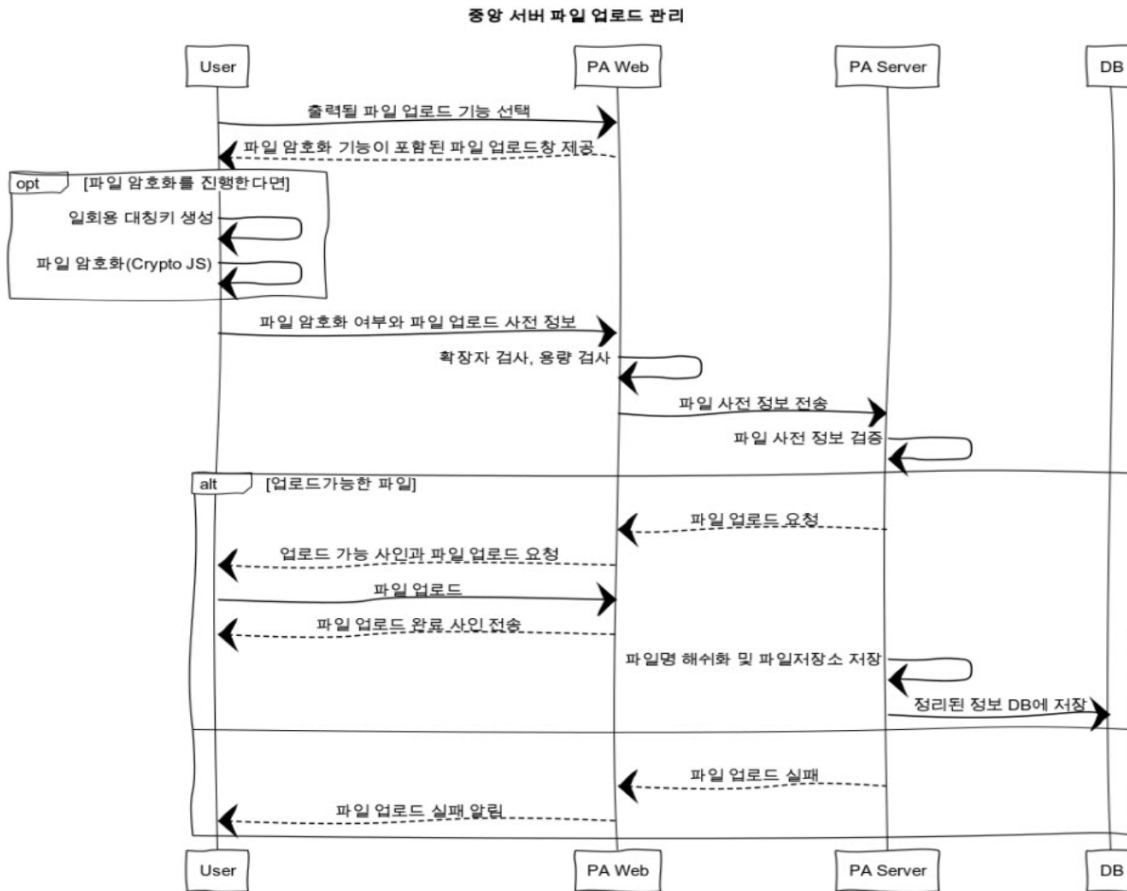 중앙 서버 파일 업로드 관리
User
PA Web
PA Server
DB
출력될 파일 업로드 기능 선택
파일 암호화 기능이 포함된 파일 업로드창 제공
opt
[파일 암호화를 진행한다면]
일회용 대칭키 생성
파일 암호화(Crypto JS)
파일 암호화 여부와 파일 업로드 사전 정보
확장자 검사, 용량 검사
파일 사전 정보 전송
파일 사전 정보 검증
alt
[업로드가능한 파일]
파일 업로드 요청
업로드 가능 사인과 파일 업로드 요청
파일 업로드
파일 업로드 완료 사인 전송
파일명 해쉬화 및 파일저장소 저장
정리된 정보 DB에 저장
파일 업로드 실패
파일 업로드 실패 알림
User
PA Web
PA Server
DB